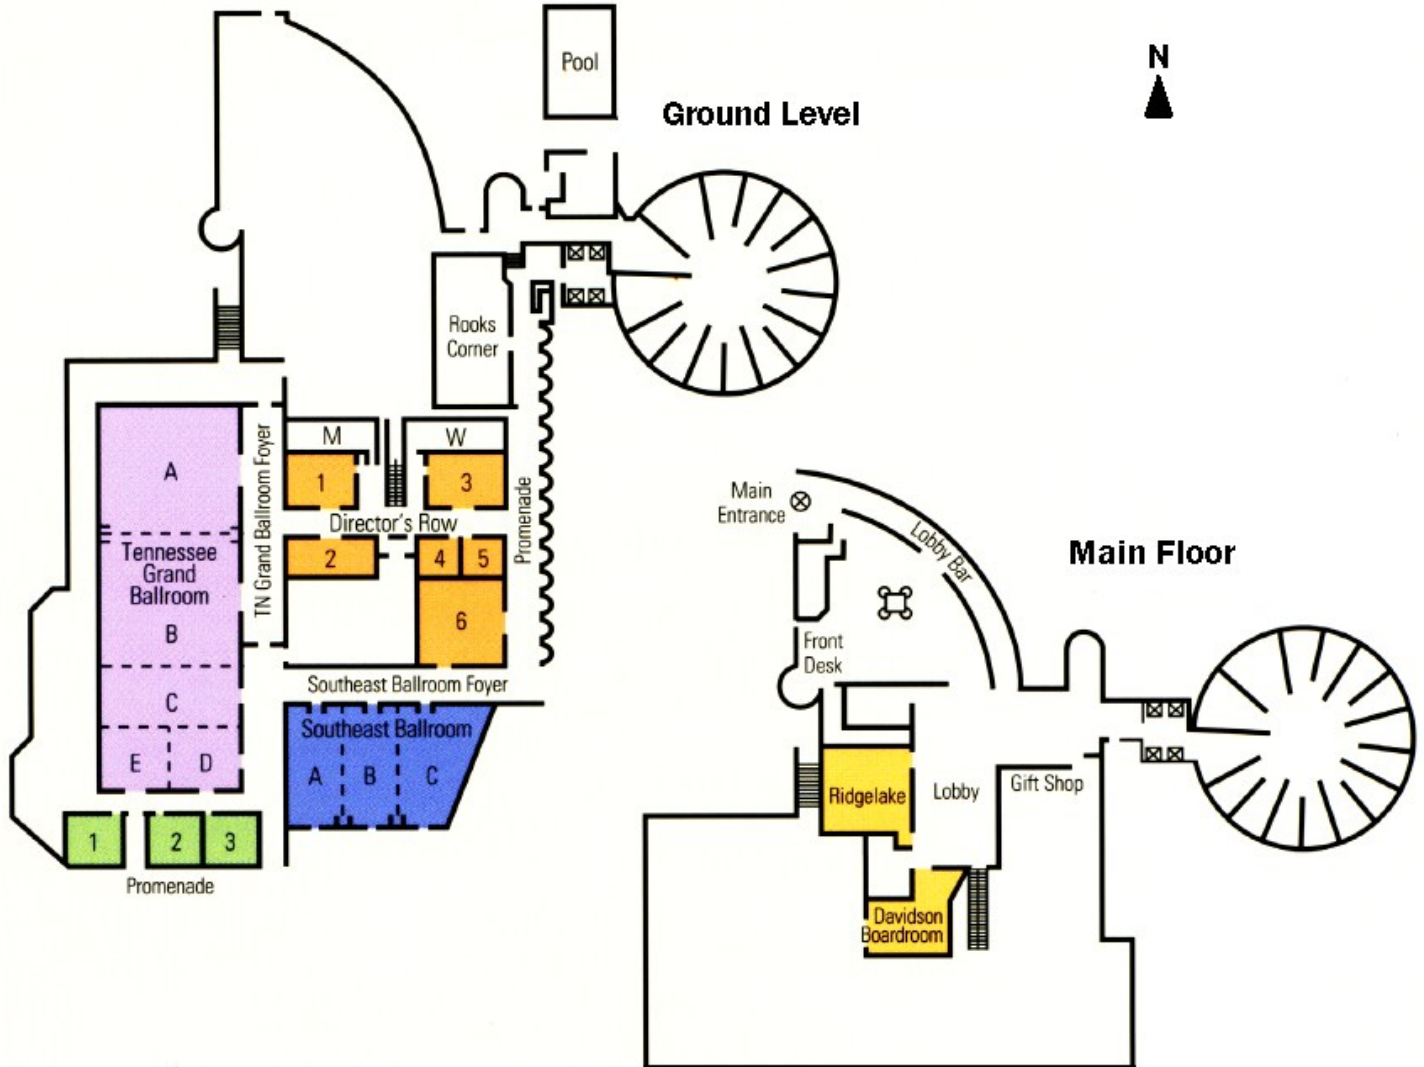 Pool
Ground Level
N
Rooks
Corner
M
W
A
1
3
TN Grand Ballroom Foyer
Director's Row
Promenade
Tennessee
Grand
Ballroom
2
4
5
B
6
C
Southeast Ballroom Foyer
Southeast Ballroom
E
D
A
B
C
1
2
3
Promenade
Main
Entrance
Lobby Bar
Main Floor
Front
Desk
Ridgelake
Lobby
Gift Shop
Davidson
Boardroom